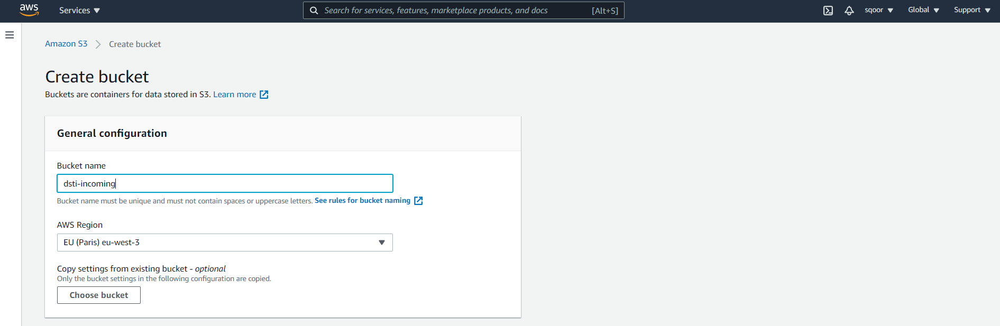 aws Services Search for services, features, marketplace products, and docs [Alt+S] sqoor Global Support
Amazon S3 Create bucket
Create bucket
Buckets are containers for data stored in S3. Learn more
General configuration
Bucket name
dsti-incoming
Bucket name must be unique and must not contain spaces or uppercase letters. See rules for bucket naming
AWS Region
EU (Paris) eu-west-3
Copy settings from existing bucket - optional
Only the bucket settings in the following configuration are copied.
Choose bucket